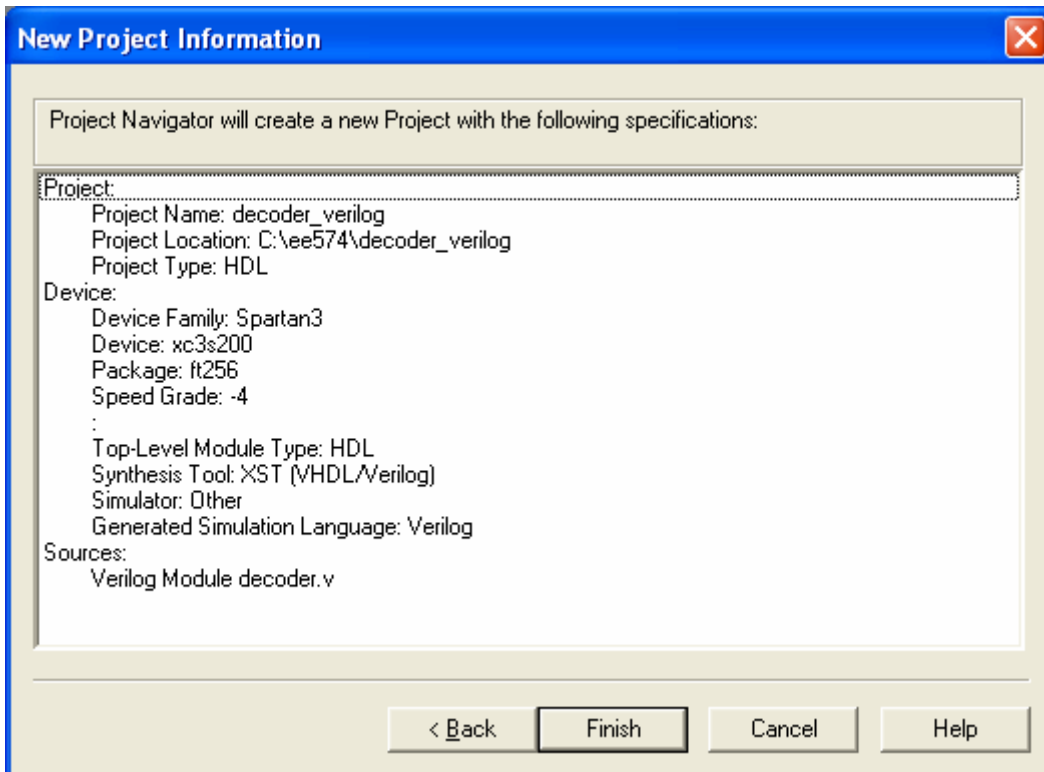 New Project Information
Project Navigator will create a new Project with the following specifications:
Project:
Project Name: decoder_verilog
Project Location: C:\ee574\decoder_verilog
Project Type: HDL
Device:
Device Family: Spartan3
Device: xc3s200
Package: ft256
Speed Grade: -4
:
Top-Level Module Type: HDL
Synthesis Tool: XST (VHDL/Verilog)
Simulator: Other
Generated Simulation Language: Verilog
Sources:
Verilog Module decoder.v
< Back Finish Cancel Help